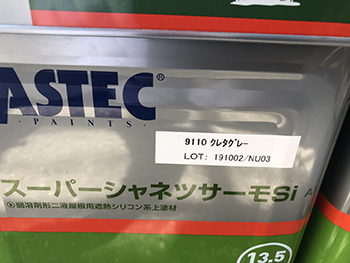 ASTEC
PAINTS
9110 ｸﾚﾀｸﾞﾚｰ
LOT: 191002/NU03
スーパーシャネツサーモSi A
弱溶剤形二液屋根用遮熱シリコン系上塗材
13.5